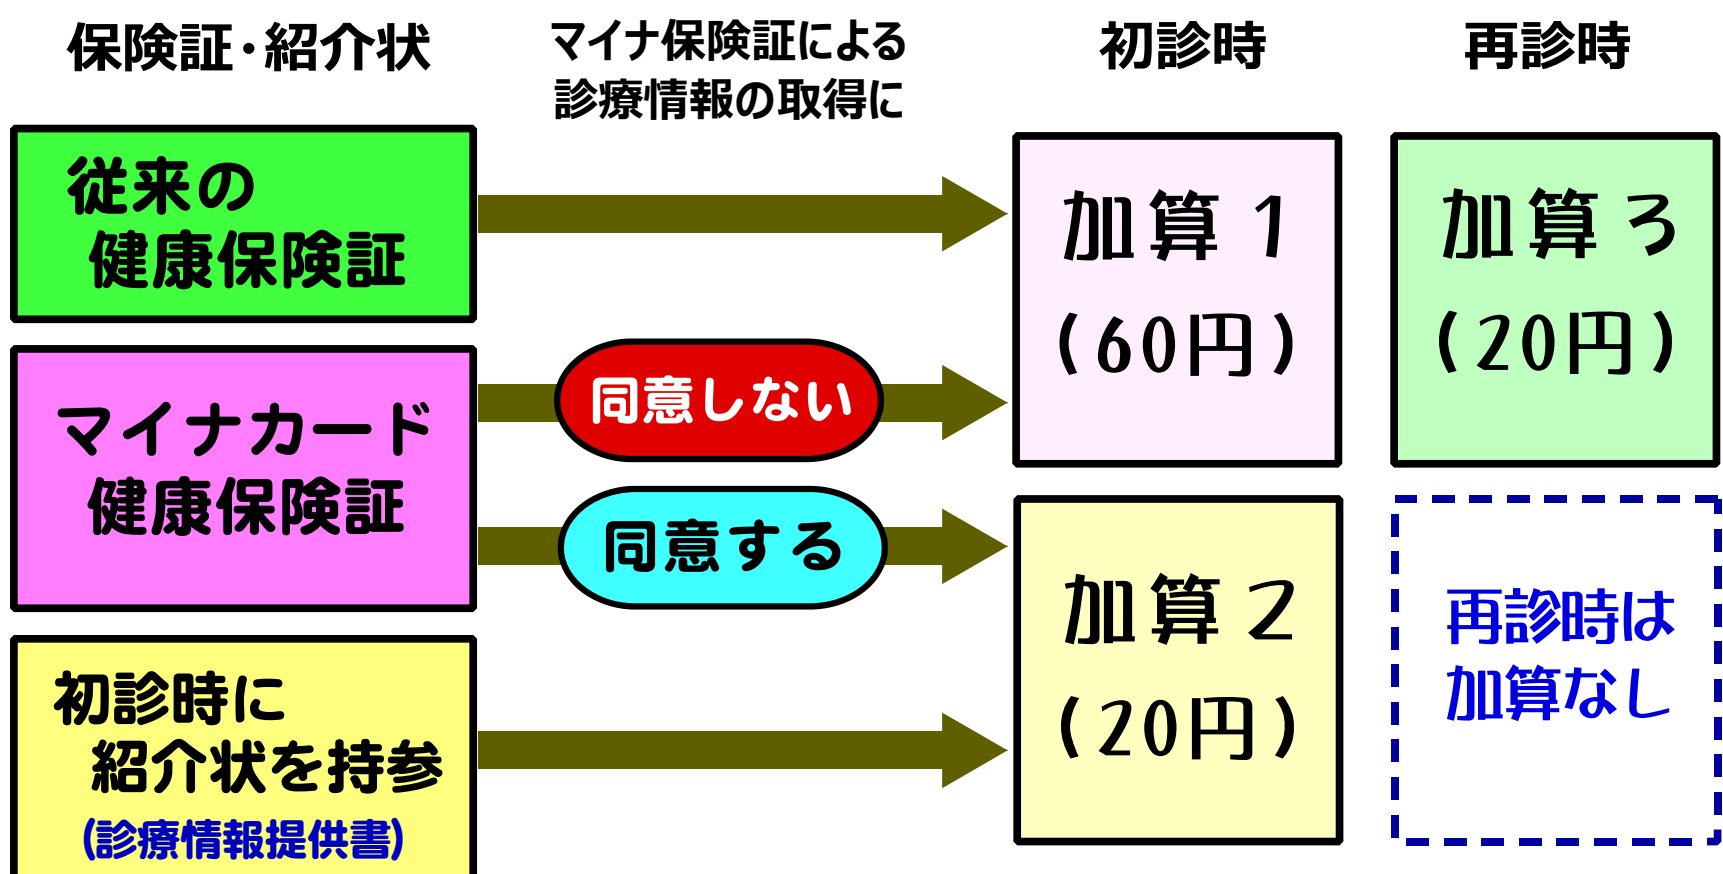 保険証・紹介状
マイナ保険証による
診療情報の取得に
初診時
再診時
従来の
健康保険証
加算1
(60円)
加算3
(20円)
マイナカード
健康保険証
同意しない
同意する
加算2
(20円)
再診時は
加算なし
初診時に
紹介状を持参
(診療情報提供書)